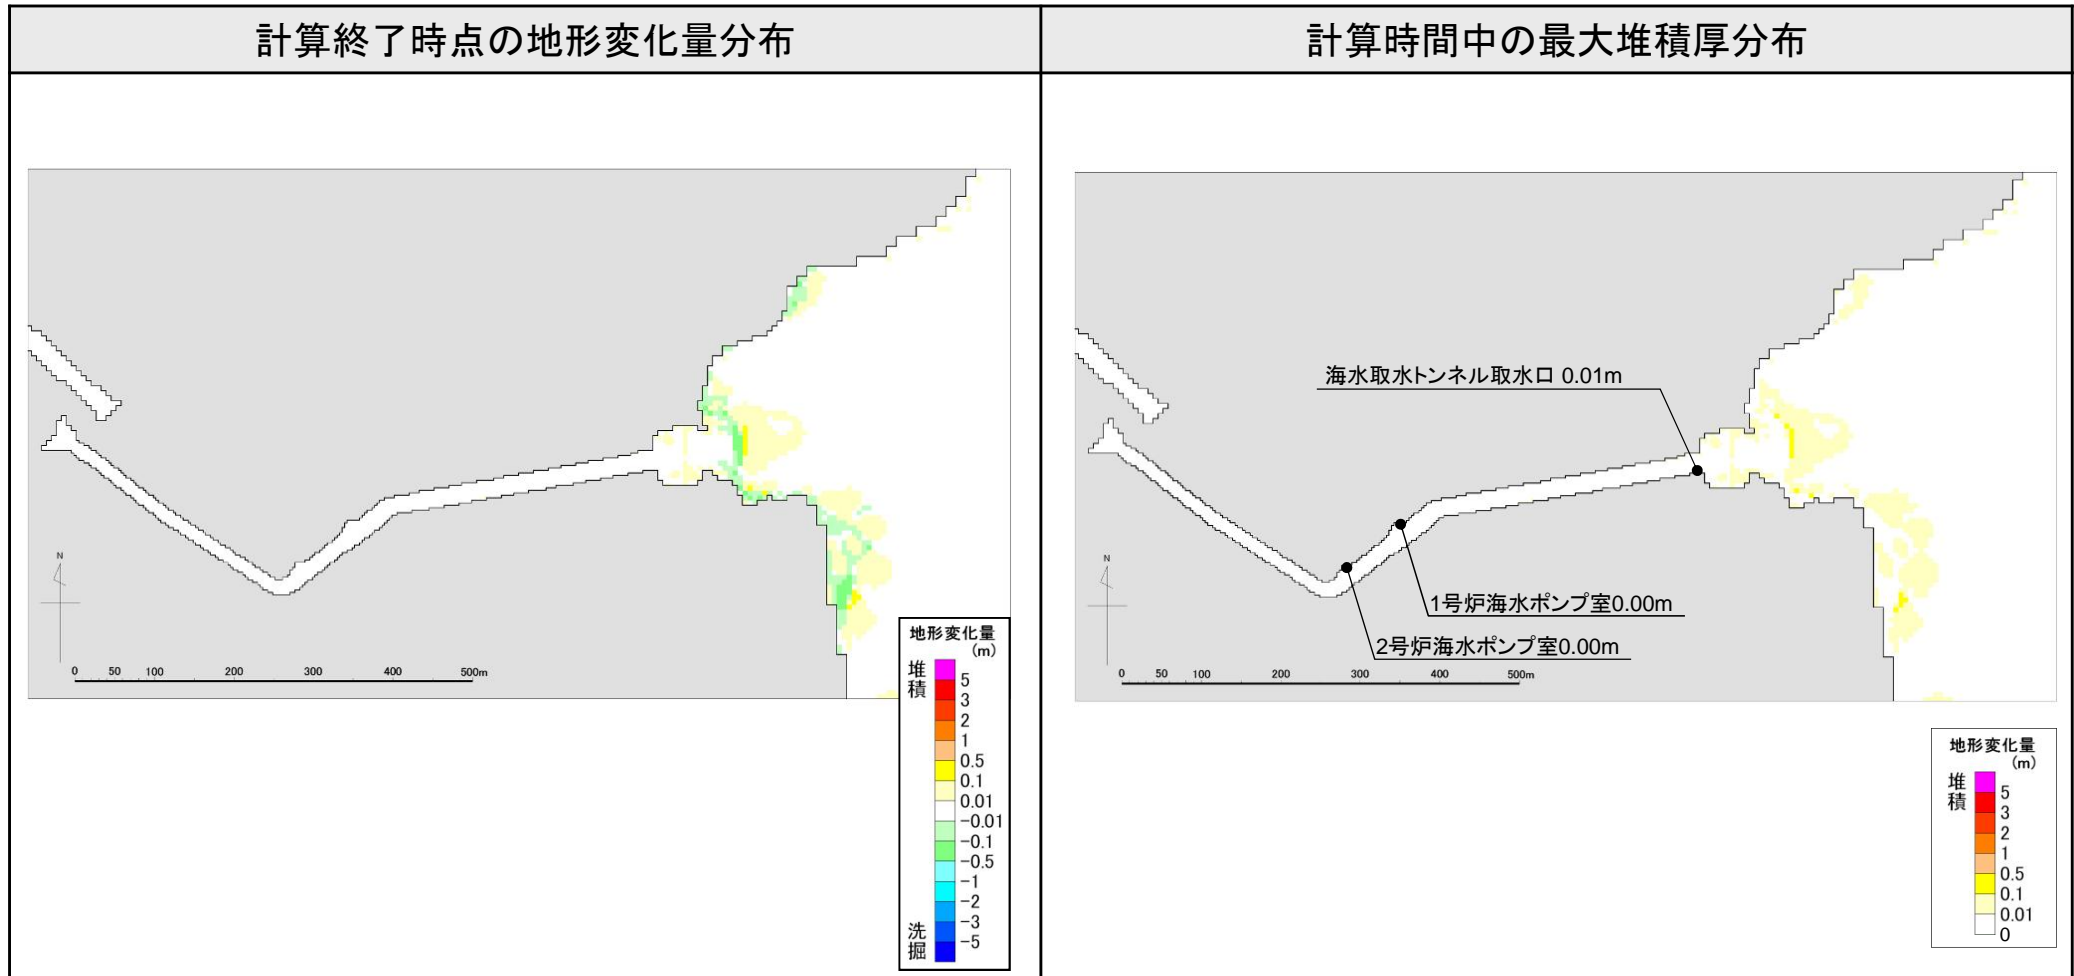 計算終了時点の地形変化量分布
計算時間中の最大堆積厚分布
N
0 50 100 200 300 400 500m
地形変化量
(m)
堆積
5
3
2
1
0.5
0.1
0.01
-0.01
-0.1
-0.5
-1
-2
-3
-5
洗掘
海水取水トンネル取水口 0.01m
1号炉海水ポンプ室0.00m
2号炉海水ポンプ室0.00m
N
0 50 100 200 300 400 500m
地形変化量
(m)
堆積
5
3
2
1
0.5
0.1
0.01
0